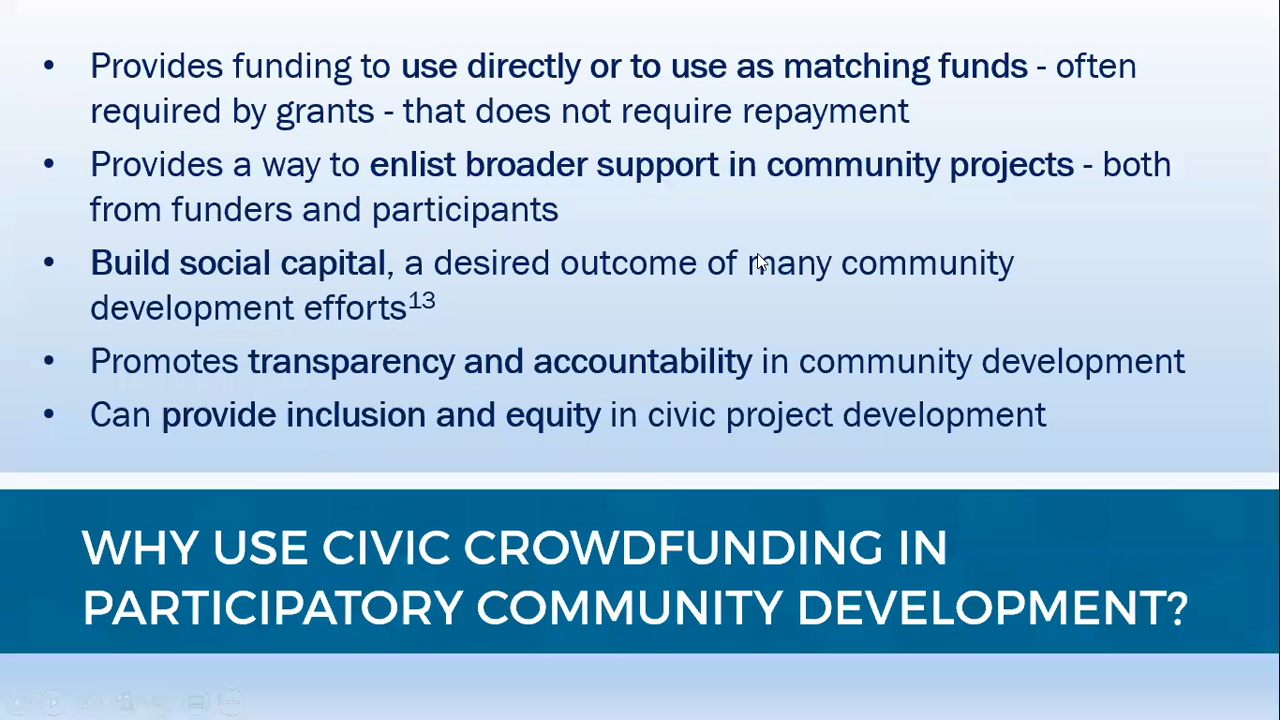 • Provides funding to use directly or to use as matching funds - often
required by grants - that does not require repayment
• Provides a way to enlist broader support in community projects - both
from funders and participants
• Build social capital, a desired outcome of many community
development efforts¹³
• Promotes transparency and accountability in community development
• Can provide inclusion and equity in civic project development
WHY USE CIVIC CROWDFUNDING IN
PARTICIPATORY COMMUNITY DEVELOPMENT?